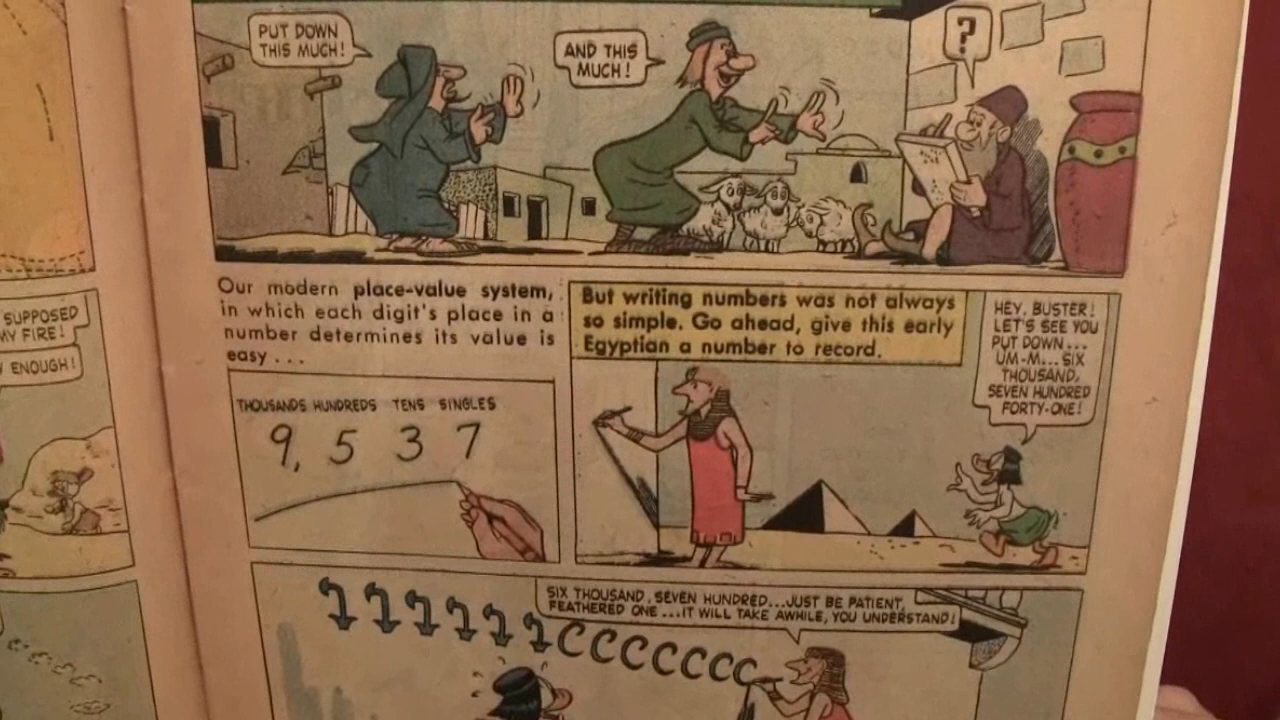 PUT DOWN
THIS MUCH!
AND THIS
MUCH!
?
Our modern place-value system,
in which each digit's place in a
number determines its value is
easy...
THOUSANDS HUNDREDS TENS SINGLES
9,537
But writing numbers was not always
so simple. Go ahead, give this early
Egyptian a number to record.
HEY, BUSTER!
LET'S SEE YOU
PUT DOWN...
UM-M...SIX
THOUSAND,
SEVEN HUNDRED
FORTY-ONE!
SUPPOSED
MY FIRE!
ENOUGH!
SIX THOUSAND, SEVEN HUNDRED...JUST BE PATIENT,
FEATHERED ONE...IT WILL TAKE AWHILE, YOU UNDERSTAND!